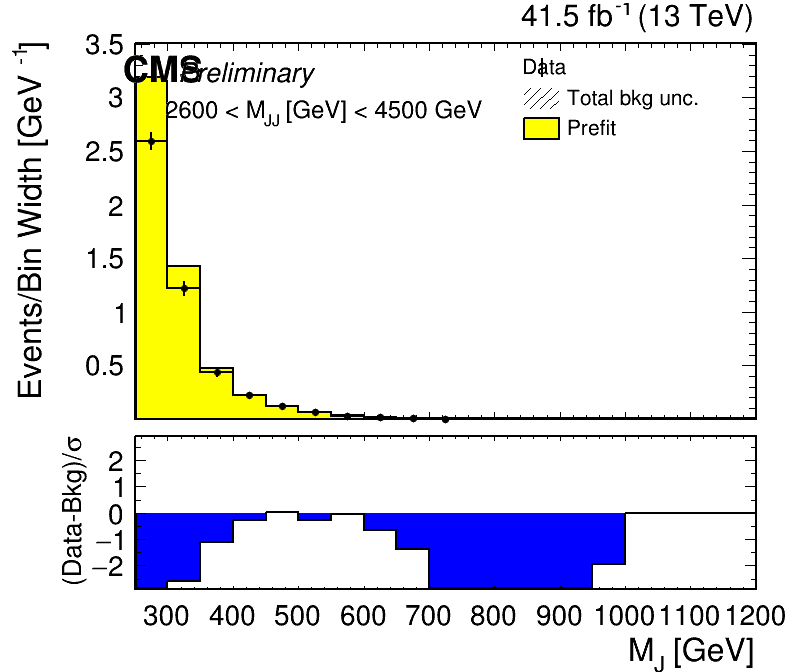 41.5 fb⁻¹ (13 TeV)
CMS Preliminary
2600 < M_JJ [GeV] < 4500 GeV
Data
Total bkg unc.
Prefit
Events/Bin Width [GeV⁻¹]
3.5
3
2.5
2
1.5
1
0.5
(Data-Bkg)/σ
2
1
0
−1
−2
300 400 500 600 700 800 900 1000 1100 1200
M_J [GeV]